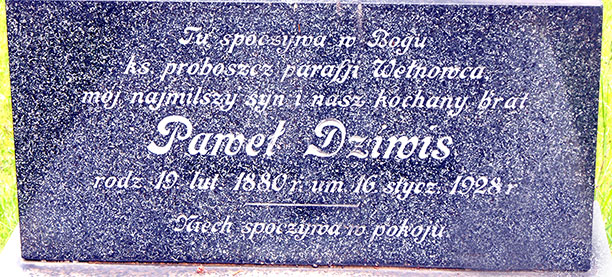 Tu spoczywa w Bogu
ks. proboszcz parafji Wełnowca
mój najmilszy syn i nasz kochany brat
Paweł Dziwis
rodz. 19. lut. 1880 r. um. 16. stycz. 1928 r.
Niech spoczywa w pokoju.